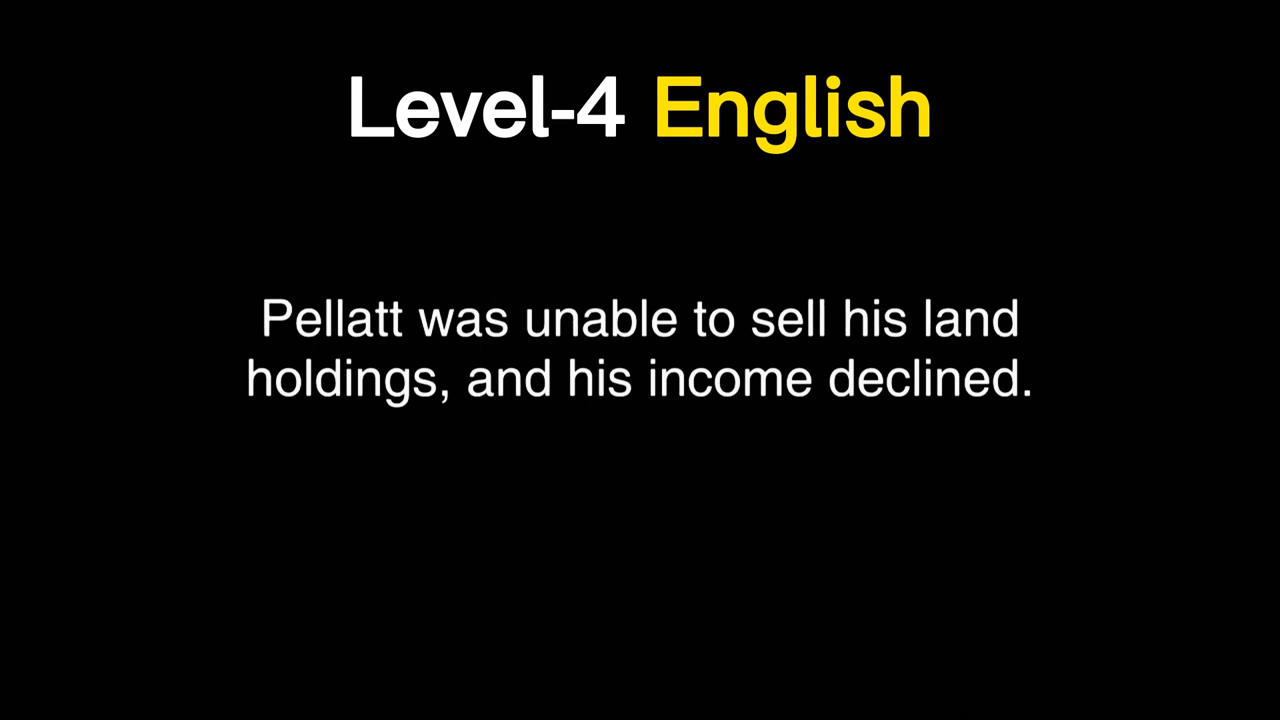 Level-4 English
Pellatt was unable to sell his land
holdings, and his income declined.